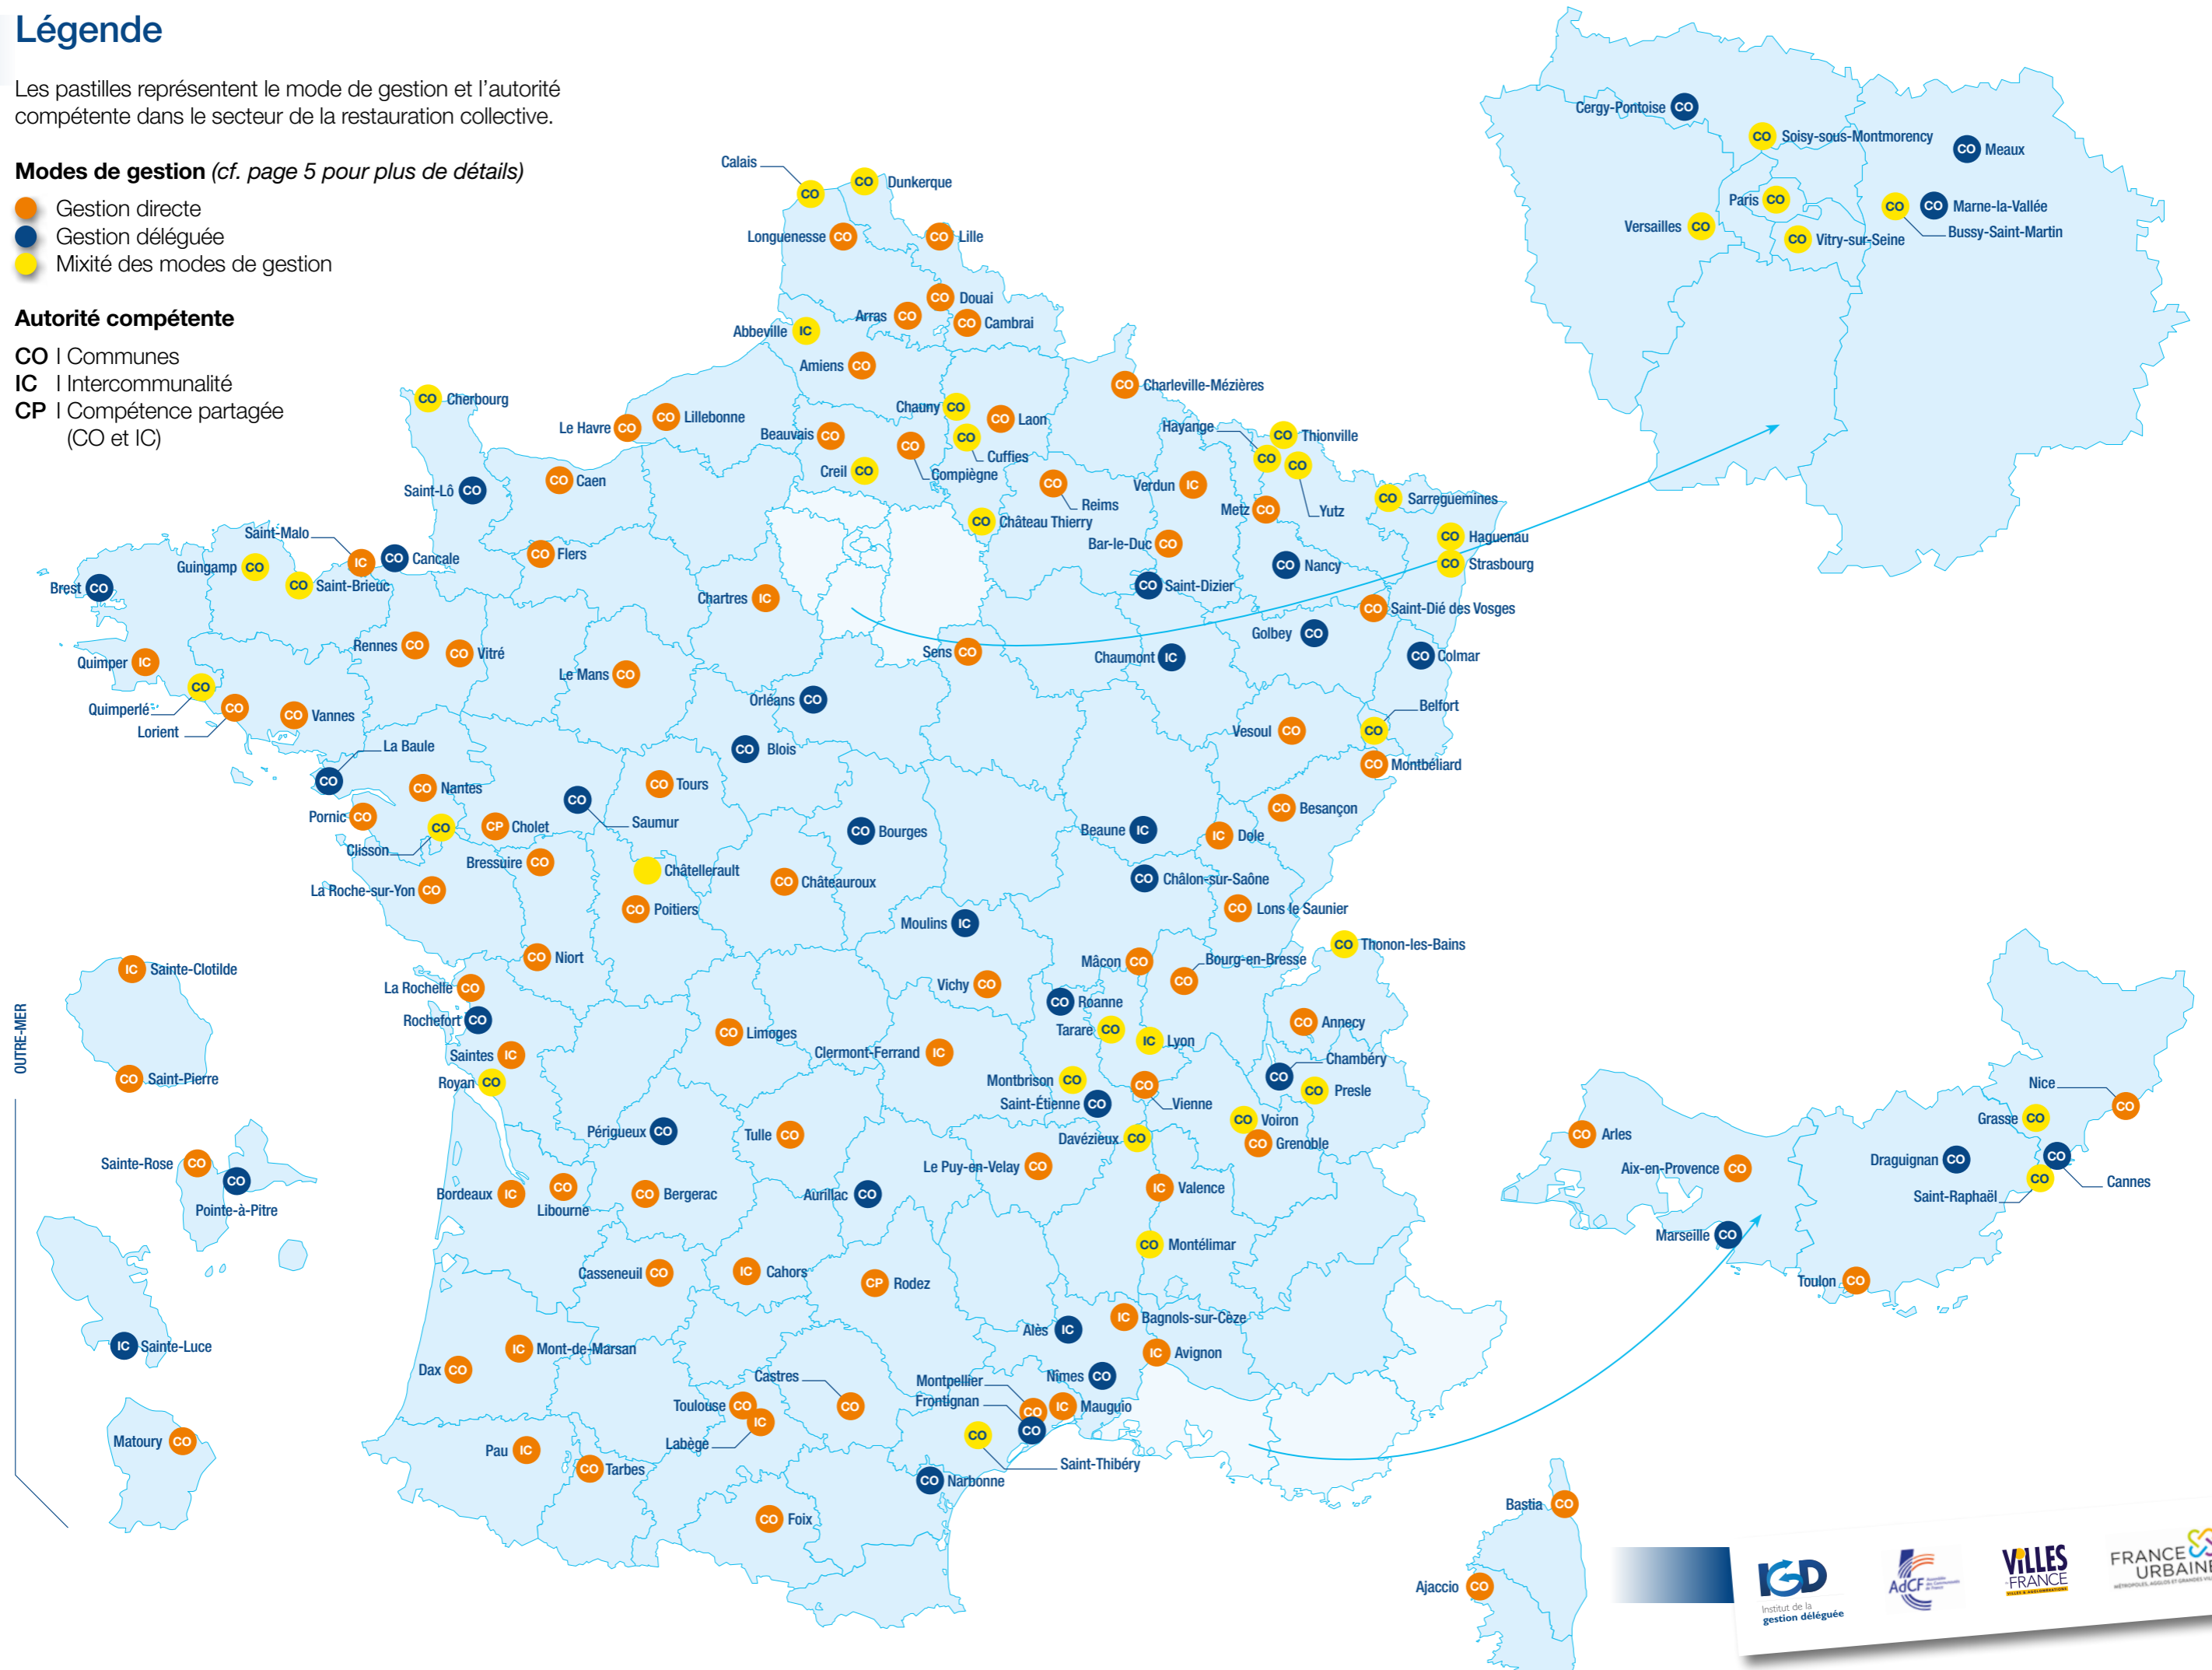 Légende
Les pastilles représentent le mode de gestion et l'autorité
compétente dans le secteur de la restauration collective.
Modes de gestion (cf. page 5 pour plus de détails)
Gestion directe
Gestion déléguée
Mixité des modes de gestion
Autorité compétente
CO I Communes
IC I Intercommunalité
CP I Compétence partagée
(CO et IC)
Cergy-Pontoise CO
CO Soisy-sous-Montmorency
CO Meaux
Paris CO
CO CO Marne-la-Vallée
Bussy-Saint-Martin
Versailles CO
CO Vitry-sur-Seine
Calais CO
CO Dunkerque
Longuenesse CO
CO Lille
CO Douai
Arras CO
CO Cambrai
Abbeville IC
Amiens CO
CO Charleville-Mézières
CO Cherbourg
Chauny CO
CO Laon
Le Havre CO
CO Lillebonne
Beauvais CO
CO Compiègne
CO Cuffies
Creil CO
Hayange CO
CO Thionville
CO Yutz
Saint-Lô CO
CO Caen
CO Reims
Verdun IC
Metz CO
CO Sarreguemines
CO Château Thierry
Bar-le-Duc CO
CO Haguenau
CO Strasbourg
Saint-Malo IC
CO Cancale
CO Flers
Guingamp CO
CO Saint-Brieuc
Brest CO
CO Nancy
CO Saint-Dizier
Chartres IC
CO Saint-Dié des Vosges
Golbey CO
Rennes CO
CO Vitré
Sens CO
Chaumont IC
CO Colmar
Quimper IC
Le Mans CO
Quimperlé CO
Orléans CO
Lorient CO
CO Vannes
Belfort CO
Vesoul CO
La Baule CO
CO Blois
CO Montbéliard
CO Nantes
CO Tours
CO Saumur
CO Besançon
Pornic CO
Clisson CO
CP Cholet
CO Bourges
Beaune IC
IC Dole
Bressuire CO
Châtellerault
CO Châteauroux
CO Châlon-sur-Saône
La Roche-sur-Yon CO
CO Poitiers
CO Lons le Saunier
Moulins IC
CO Thonon-les-Bains
CO Niort
Mâcon CO
Bourg-en-Bresse CO
La Rochelle CO
Vichy CO
CO Roanne
Rochefort CO
Tarare CO
IC Lyon
CO Annecy
CO Limoges
Saintes IC
Clermont-Ferrand IC
Chambéry CO
Royan CO
Montbrison CO
CO Vienne
CO Presle
Saint-Étienne CO
CO Voiron
Périgueux CO
Tulle CO
Davézieux CO
CO Grenoble
Le Puy-en-Velay CO
Bordeaux IC
CO Libourne
CO Bergerac
Aurillac CO
IC Valence
CO Montélimar
Casseneuil CO
IC Cahors
CP Rodez
IC Bagnols-sur-Cèze
Alès IC
IC Mont-de-Marsan
IC Avignon
Dax CO
Nîmes CO
Castres CO
Montpellier CO
Frontignan CO
IC Mauguio
Toulouse CO
Labège IC
CO Saint-Thibéry
Pau IC
CO Tarbes
CO Narbonne
CO Foix
OUTRE-MER
IC Sainte-Clotilde
CO Saint-Pierre
Sainte-Rose CO
CO Pointe-à-Pitre
IC Sainte-Luce
Matoury CO
Nice CO
Grasse CO
CO Arles
Aix-en-Provence CO
Draguignan CO
CO Cannes
Saint-Raphaël CO
Marseille CO
Toulon CO
Bastia CO
Ajaccio CO
IGD
Institut de la
gestion déléguée
AdCF
VILLES
DE FRANCE
FRANCE
URBAINE